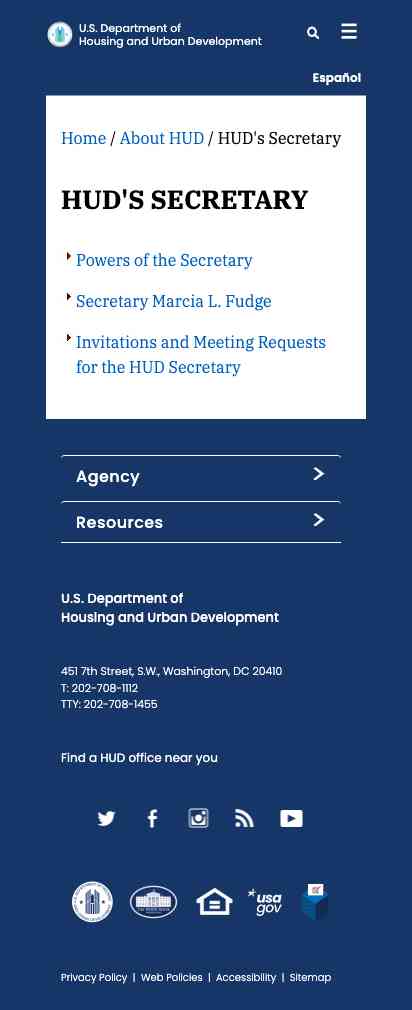 U.S. Department of
Housing and Urban Development
Español
Home / About HUD / HUD's Secretary
HUD'S SECRETARY
Powers of the Secretary
Secretary Marcia L. Fudge
Invitations and Meeting Requests
for the HUD Secretary
Agency
Resources
U.S. Department of
Housing and Urban Development
451 7th Street, S.W., Washington, DC 20410
T: 202-708-1112
TTY: 202-708-1455
Find a HUD office near you
usa
gov
Privacy Policy | Web Policies | Accessibility | Sitemap